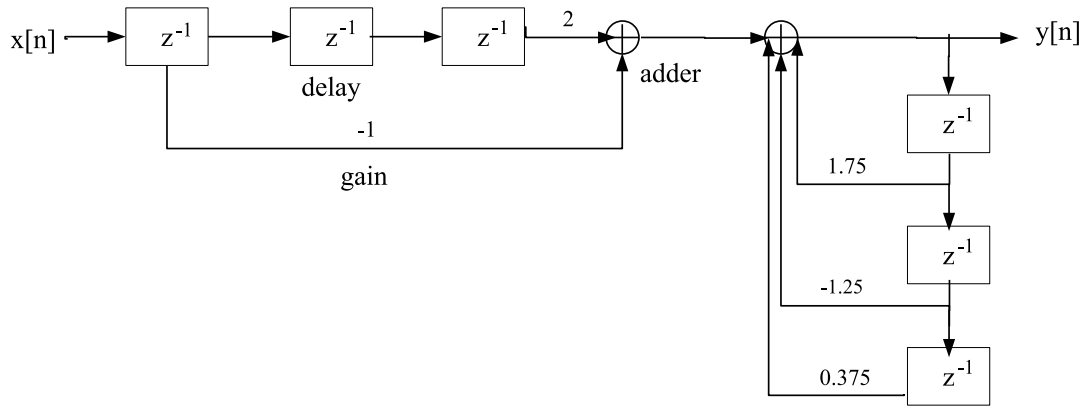 x[n]
z⁻¹
z⁻¹
z⁻¹
2
y[n]
delay
adder
-1
gain
z⁻¹
1.75
z⁻¹
-1.25
z⁻¹
0.375